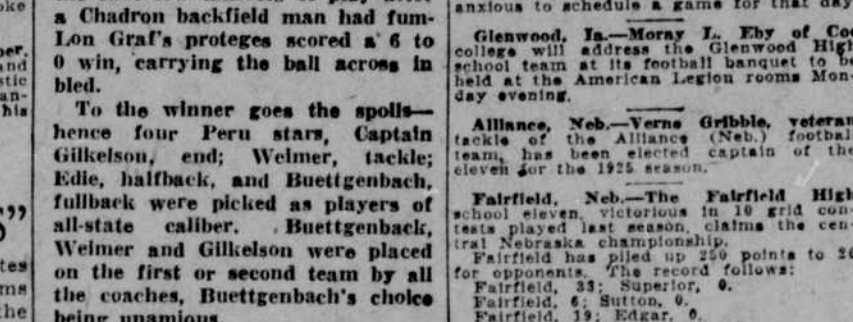 a Chadron backfield man had fum-
Lon Graf's proteges scored a 6 to
0 win, carrying the ball across in
bled.
To the winner goes the spoils—
hence four Peru stars, Captain
Gilkelson, end; Weimer, tackle;
Edie, halfback, and Buettgenbach,
fullback were picked as players of
all-state caliber. Buettgenback,
Weimer and Gilkelson were placed
on the first or second team by all
the coaches, Buettgenbach's choice
being unamious
anxious to schedule a game for that day
Glenwood, Ia.—Moray L. Eby of Coe
college will address the Glenwood High
school team at its football banquet to be
held at the American Legion rooms Mon-
day evening.
Alliance, Neb.—Verne Gribble, veteran
tackle of the Alliance (Neb.) footbal
team, has been elected captain of the
eleven for the 1925 season.
Fairfield, Neb.—The Fairfield High
school eleven, victorious in 10 grid con-
tests played last season, claims the cen-
tral Nebraska championship.
Fairfield has piled up 250 points to 26
for opponents. The record follows:
Fairfield, 33; Superior, 0.
Fairfield, 6; Sutton, 0.
Fairfield, 19; Edgar, 6.